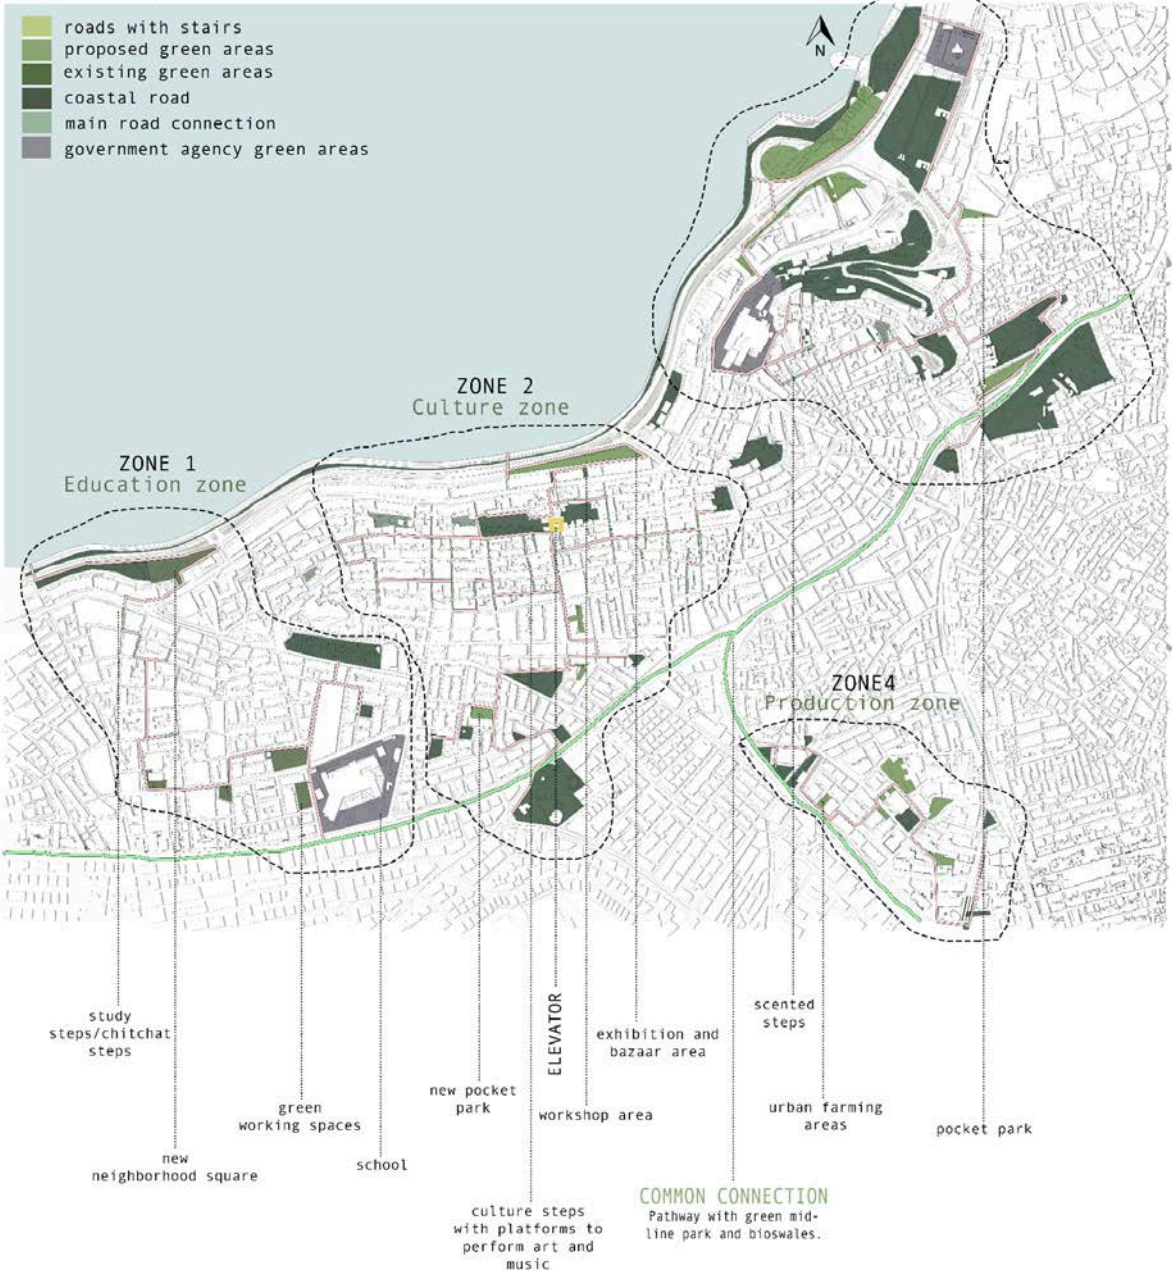 roads with stairs
proposed green areas
existing green areas
coastal road
main road connection
government agency green areas
N
ZONE 2
Culture zone
ZONE 1
Education zone
ZONE4
Production zone
study
steps/chitchat
steps
new
neighborhood square
green
working spaces
school
new pocket
park
culture steps
with platforms to
perform art and
music
ELEVATOR
workshop area
exhibition and
bazaar area
COMMON CONNECTION
Pathway with green mid-
line park and bioswales.
scented
steps
urban farming
areas
pocket park